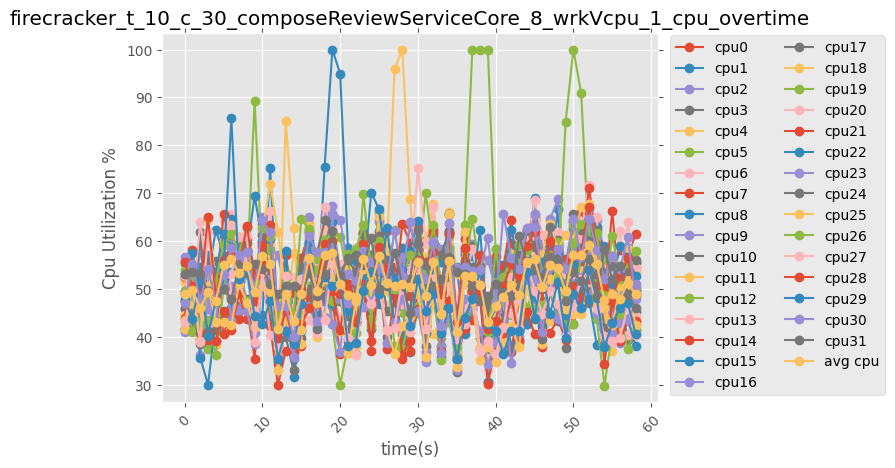 firecracker_t_10_c_30_composeReviewServiceCore_8_wrkVcpu_1_cpu_overtime
100
90
80
70
60
50
40
30
Cpu Utilization %
0
10
20
30
40
50
60
time(s)
cpu0
cpu1
cpu2
cpu3
cpu4
cpu5
cpu6
cpu7
cpu8
cpu9
cpu10
cpu11
cpu12
cpu13
cpu14
cpu15
cpu16
cpu17
cpu18
cpu19
cpu20
cpu21
cpu22
cpu23
cpu24
cpu25
cpu26
cpu27
cpu28
cpu29
cpu30
cpu31
avg cpu